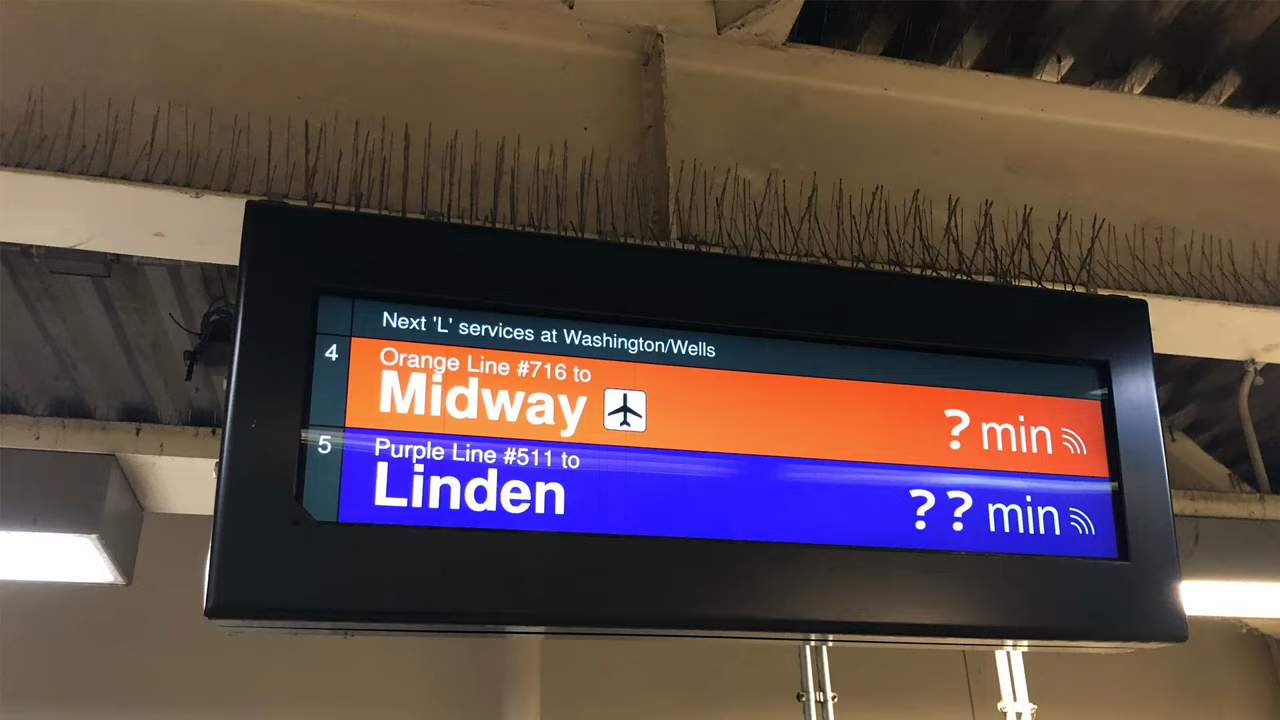 Next 'L' services at Washington/Wells
4
Orange Line #716 to
Midway
? min
5
Purple Line #511 to
Linden
?? min